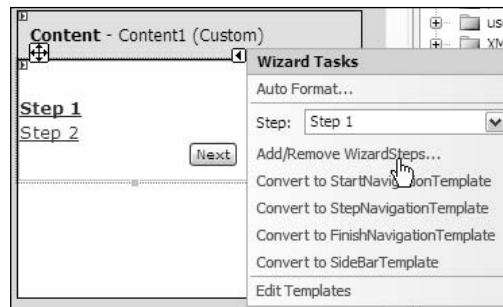 Content - Content1 (Custom)
Step 1
Step 2
Next
Wizard Tasks
Auto Format...
Step: Step 1
Add/Remove WizardSteps...
Convert to StartNavigationTemplate
Convert to StepNavigationTemplate
Convert to FinishNavigationTemplate
Convert to SideBarTemplate
Edit Templates